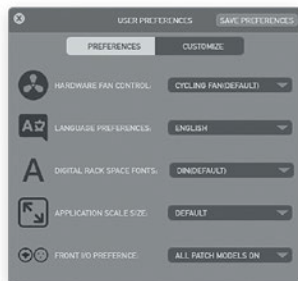 USER PREFERENCES
SAVE PREFERENCES
PREFERENCES
CUSTOMIZE
HARDWARE FAN CONTROL:
CYCLING FAN(DEFAULT)
LANGUAGE PREFERENCES:
ENGLISH
DIGITAL RACK SPACE FONTS:
DIN(DEFAULT)
APPLICATION SCALE SIZE:
DEFAULT
FRONT I/O PREFERNCE:
ALL PATCH MODELS ON